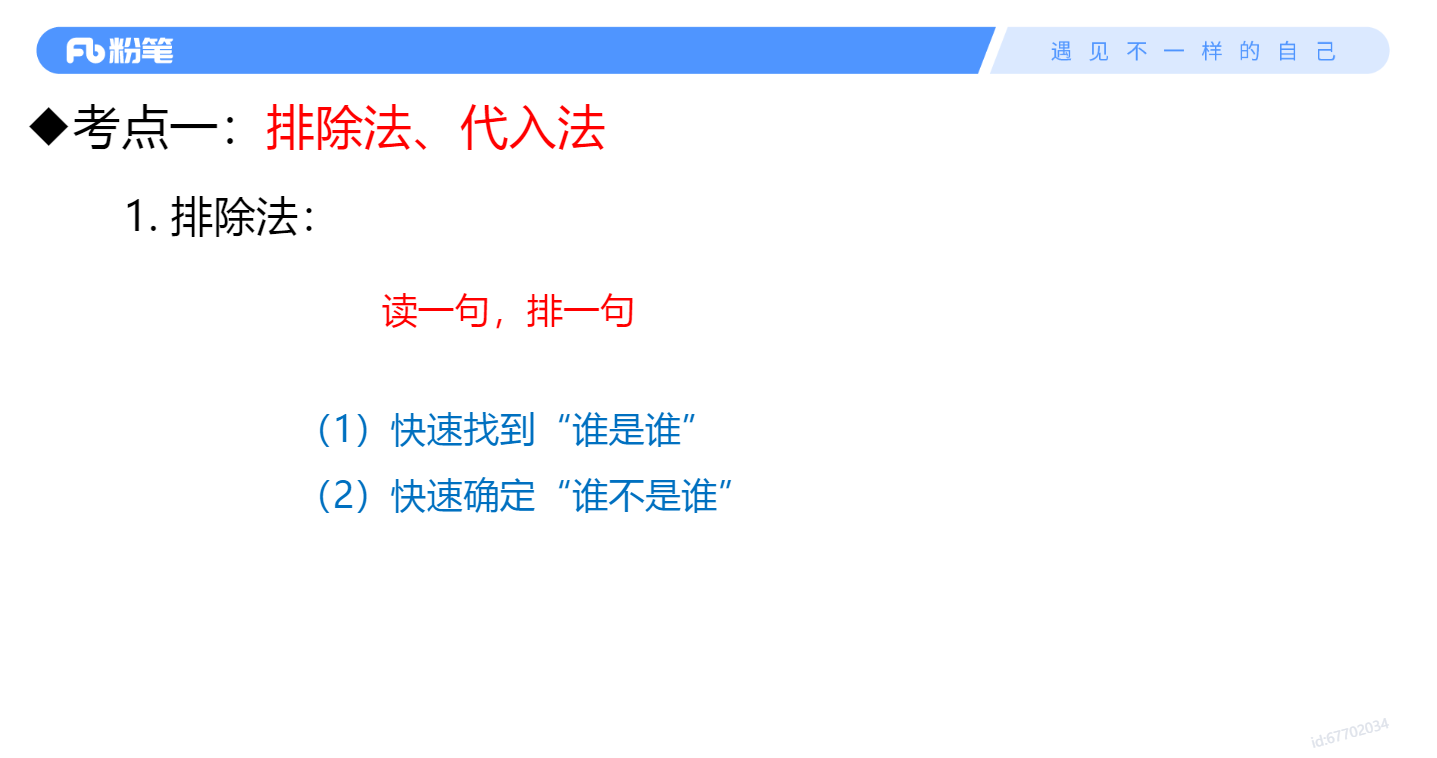 Fb粉笔
遇见不一样的自己
◆考点一：排除法、代入法
1. 排除法：
读一句，排一句
（1）快速找到“谁是谁”
（2）快速确定“谁不是谁”
id:67702034